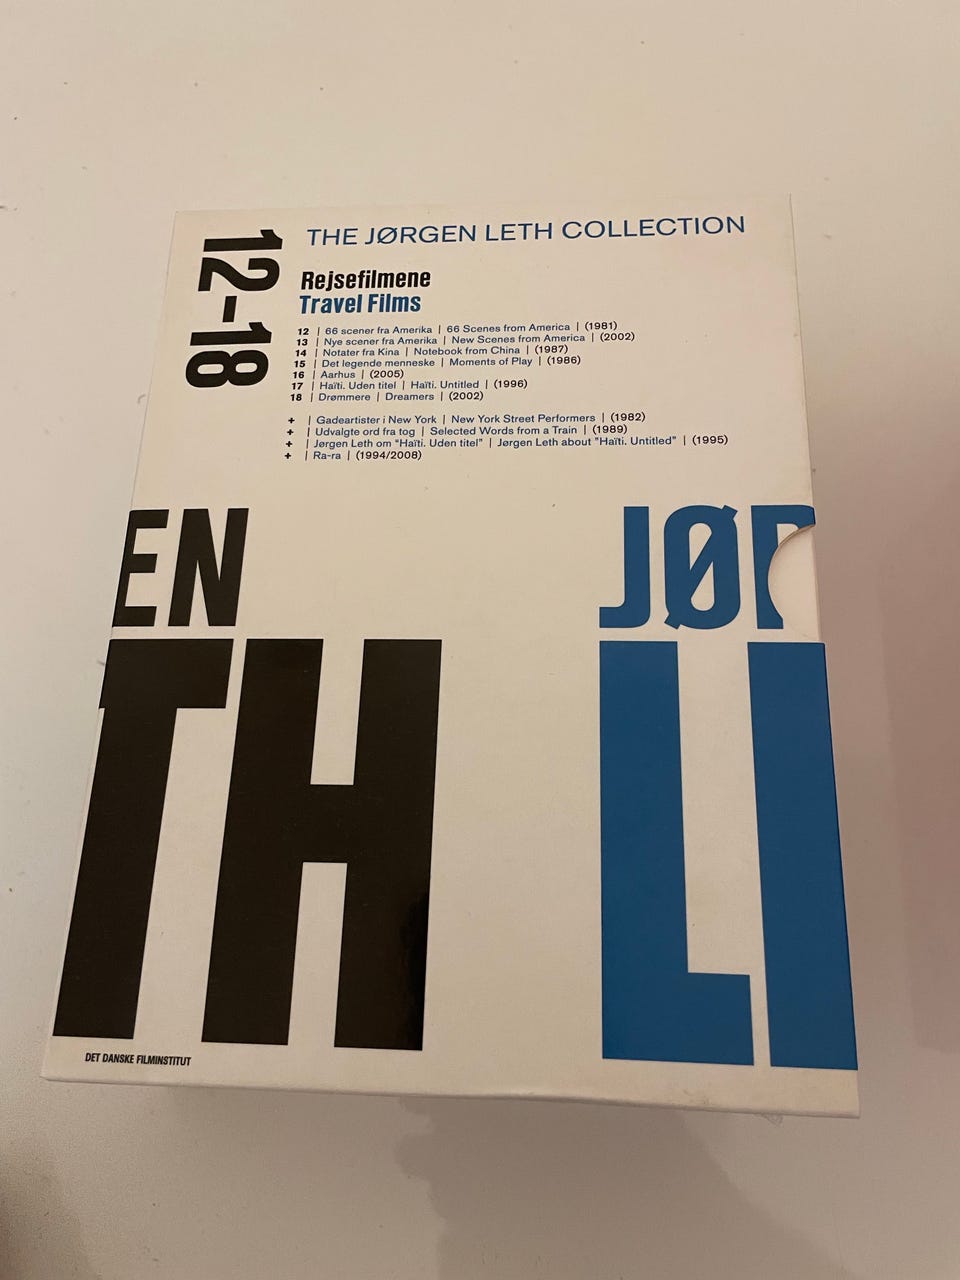 12-18
THE JØRGEN LETH COLLECTION
Rejsefilmene
Travel Films
12 | 66 scener fra Amerika | 66 Scenes from America | (1981)
13 | Nye scener fra Amerika | New Scenes from America | (2002)
14 | Notater fra Kina | Notebook from China | (1987)
15 | Det legende menneske | Moments of Play | (1986)
16 | Aarhus | (2005)
17 | Haïti. Uden titel | Haïti. Untitled | (1996)
18 | Drømmere | Dreamers | (2002)
+ | Gadeartister i New York | New York Street Performers | (1982)
+ | Udvalgte ord fra tog | Selected Words from a Train | (1989)
+ | Jørgen Leth om "Haïti. Uden titel" | Jørgen Leth about "Haïti. Untitled" | (1995)
+ | Ra-ra | (1994/2008)
EN JØR
TH LE
DET DANSKE FILMINSTITUT